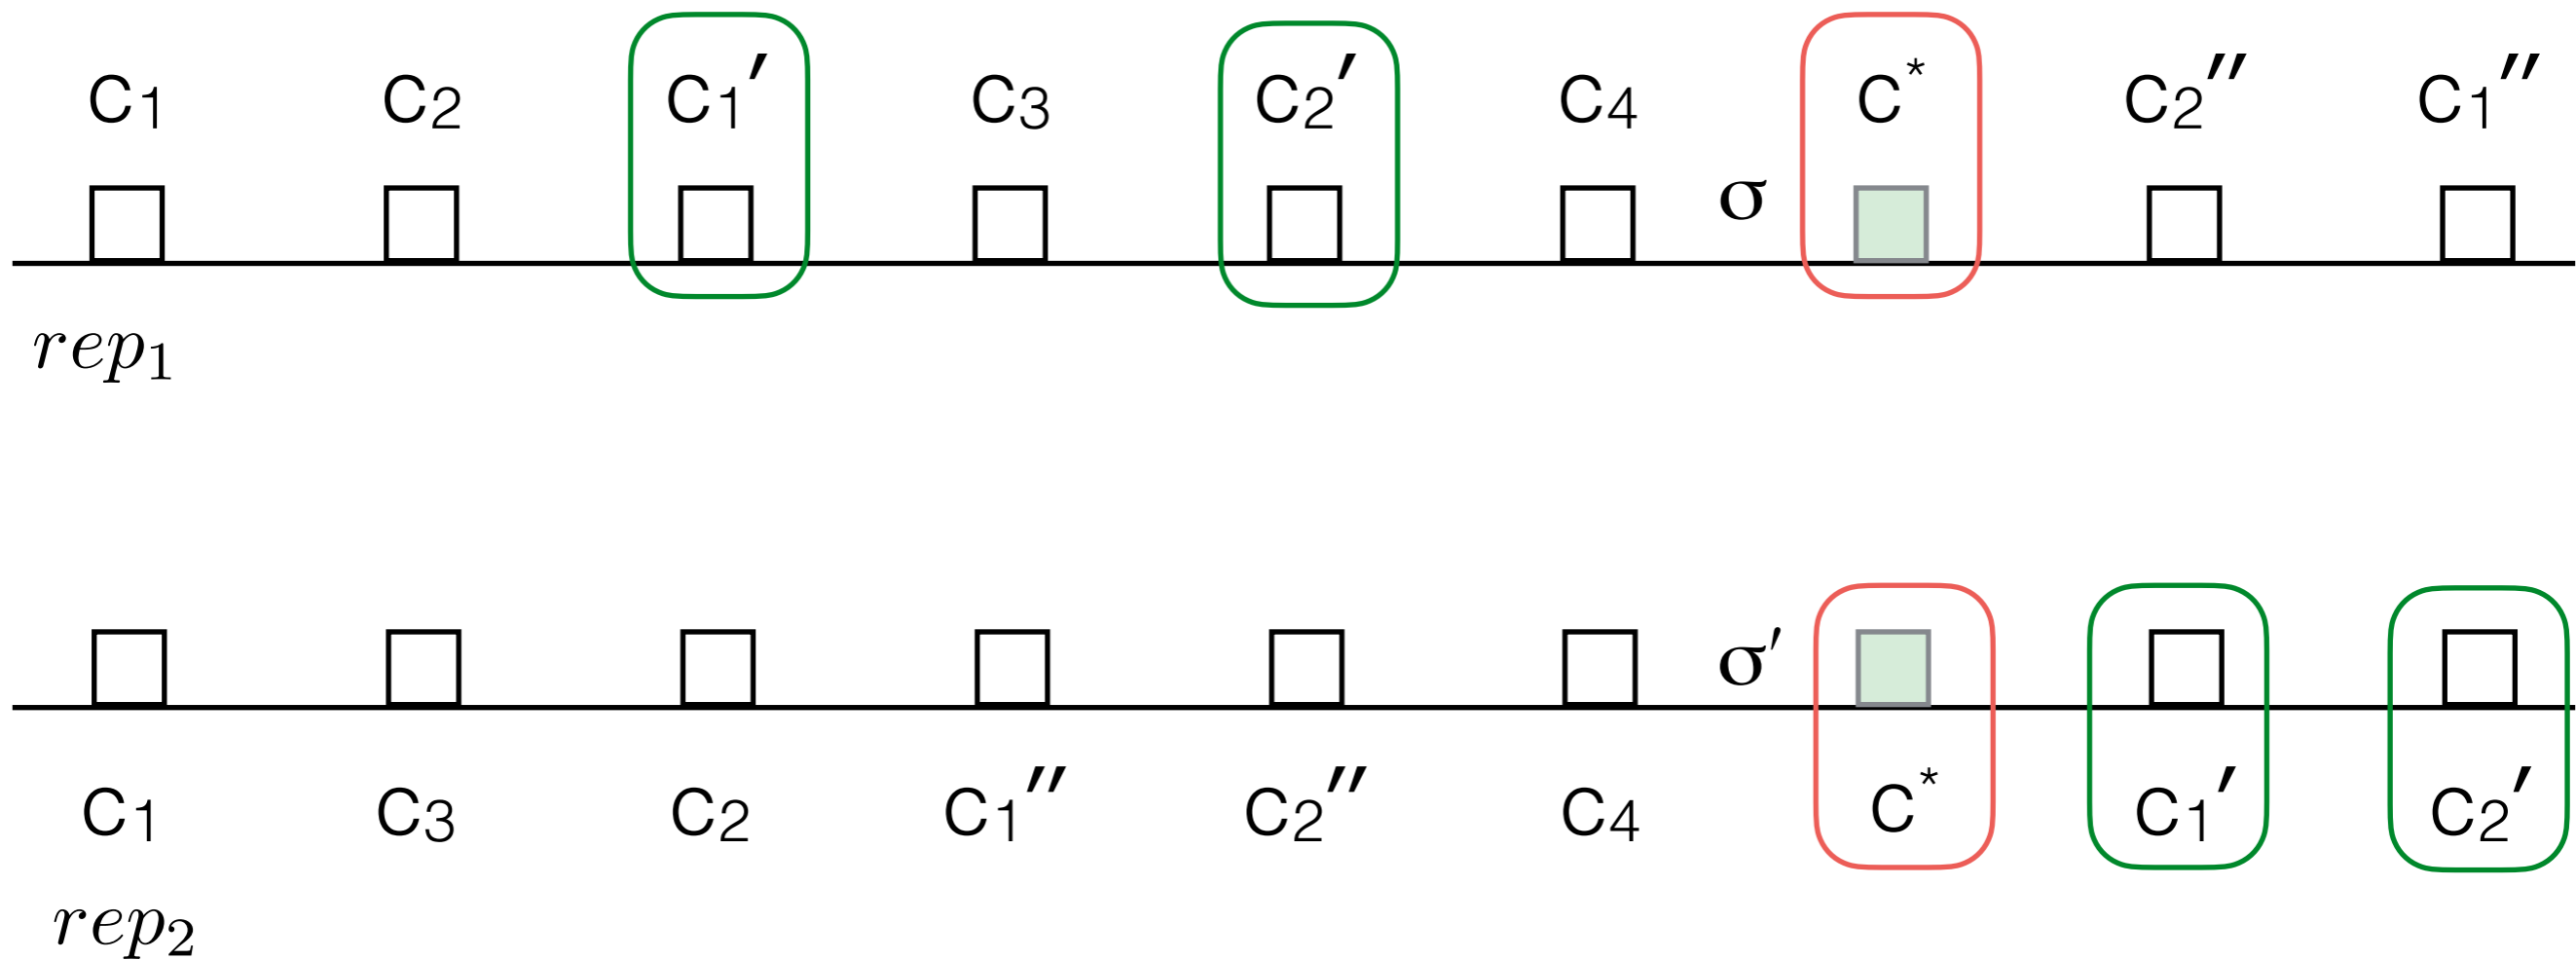 C1 C2 C1′ C3 C2′ C4 C* C2′′ C1′′
σ
rep1
σ′
C1 C3 C2 C1′′ C2′′ C4 C* C1′ C2′
rep2